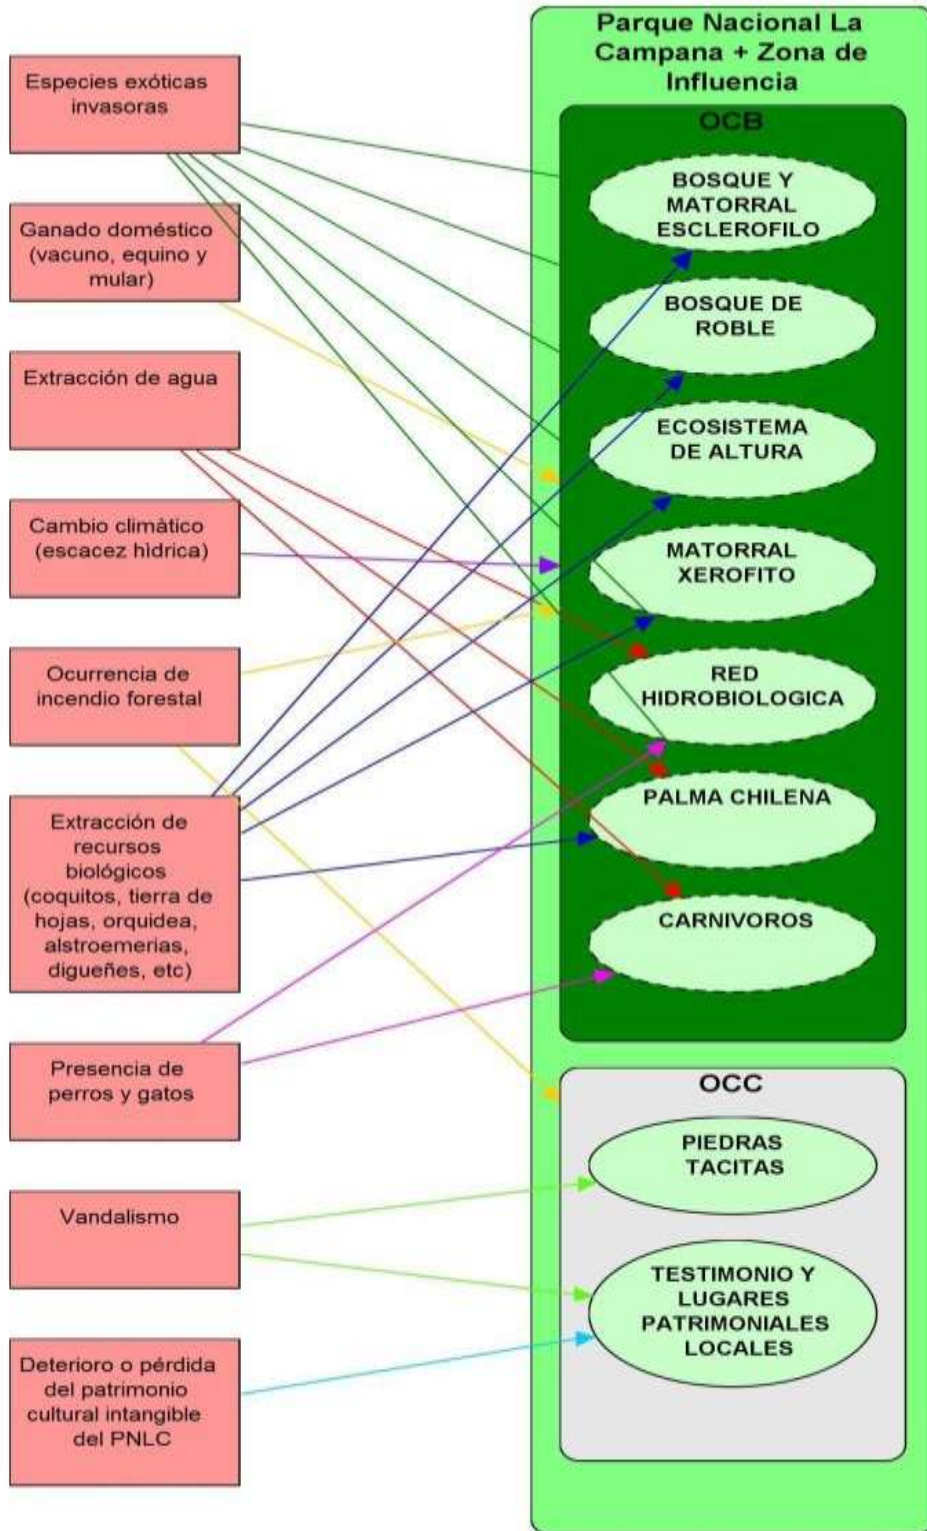 Parque Nacional La
Campana + Zona de
Influencia
Especies exóticas
invasoras
Ganado doméstico
(vacuno, equino y
mular)
Extracción de agua
Cambio climàtico
(escacez hìdrica)
Ocurrencia de
incendio forestal
Extracción de
recursos
biológicos
(coquitos, tierra de
hojas, orquidea,
alstroemerias,
digueñes, etc)
Presencia de
perros y gatos
Vandalismo
Deterioro o pérdida
del patrimonio
cultural intangible
del PNLC
OCB
BOSQUE Y
MATORRAL
ESCLEROFILO
BOSQUE DE
ROBLE
ECOSISTEMA
DE ALTURA
MATORRAL
XEROFITO
RED
HIDROBIOLOGICA
PALMA CHILENA
CARNIVOROS
OCC
PIEDRAS
TACITAS
TESTIMONIO Y
LUGARES
PATRIMONIALES
LOCALES